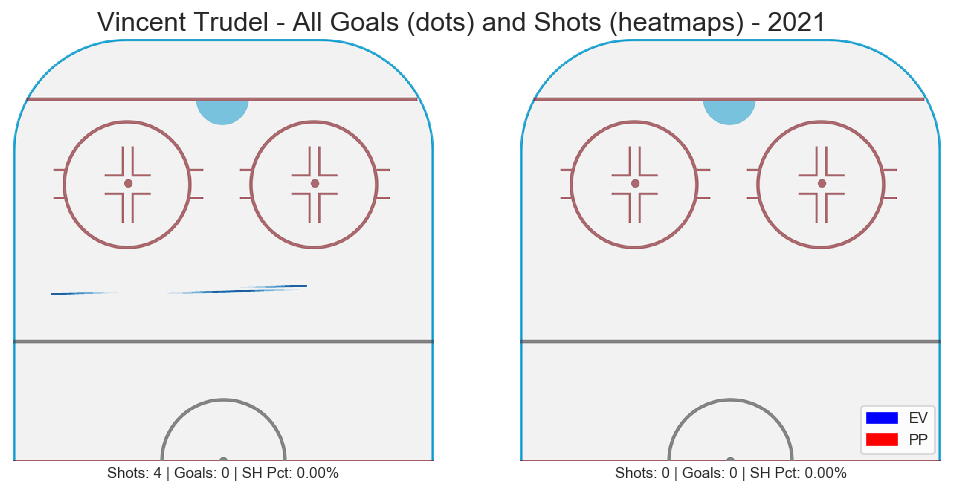 Vincent Trudel - All Goals (dots) and Shots (heatmaps) - 2021
EV
PP
Shots: 4 | Goals: 0 | SH Pct: 0.00%
Shots: 0 | Goals: 0 | SH Pct: 0.00%